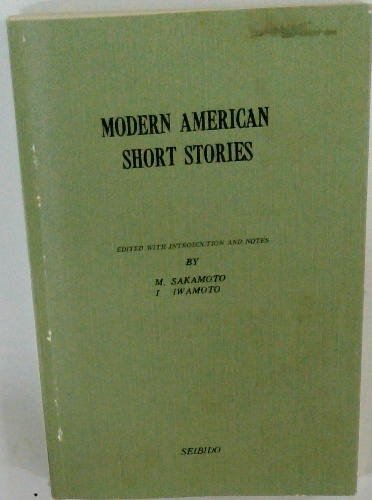 MODERN AMERICAN
SHORT STORIES
EDITED WITH INTRODUCTION AND NOTES
BY
M. SAKAMOTO
I IWAMOTO
SEIBIDO